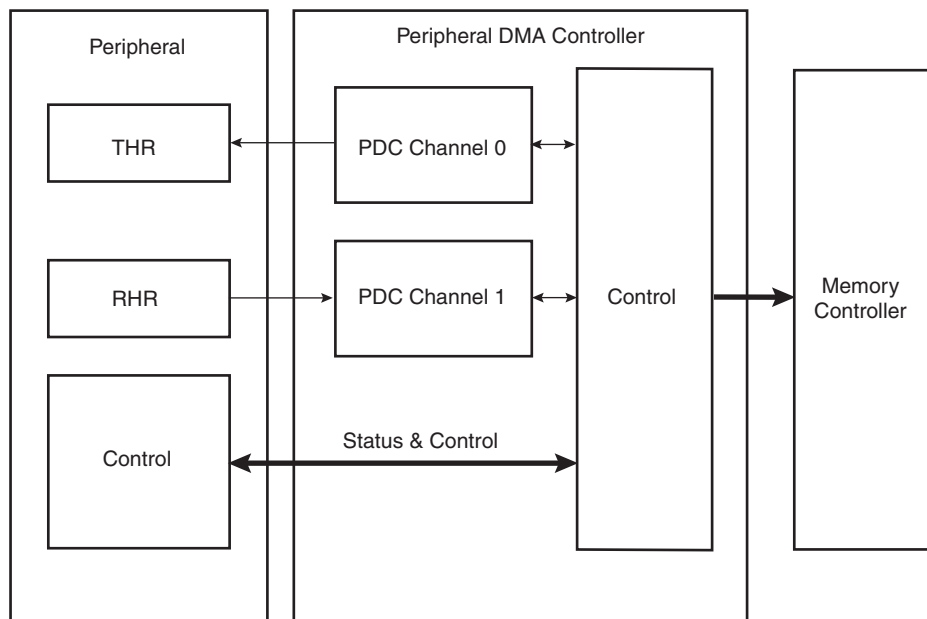 Peripheral
Peripheral DMA Controller
THR
PDC Channel 0
RHR
PDC Channel 1
Control
Memory
Controller
Control
Status & Control